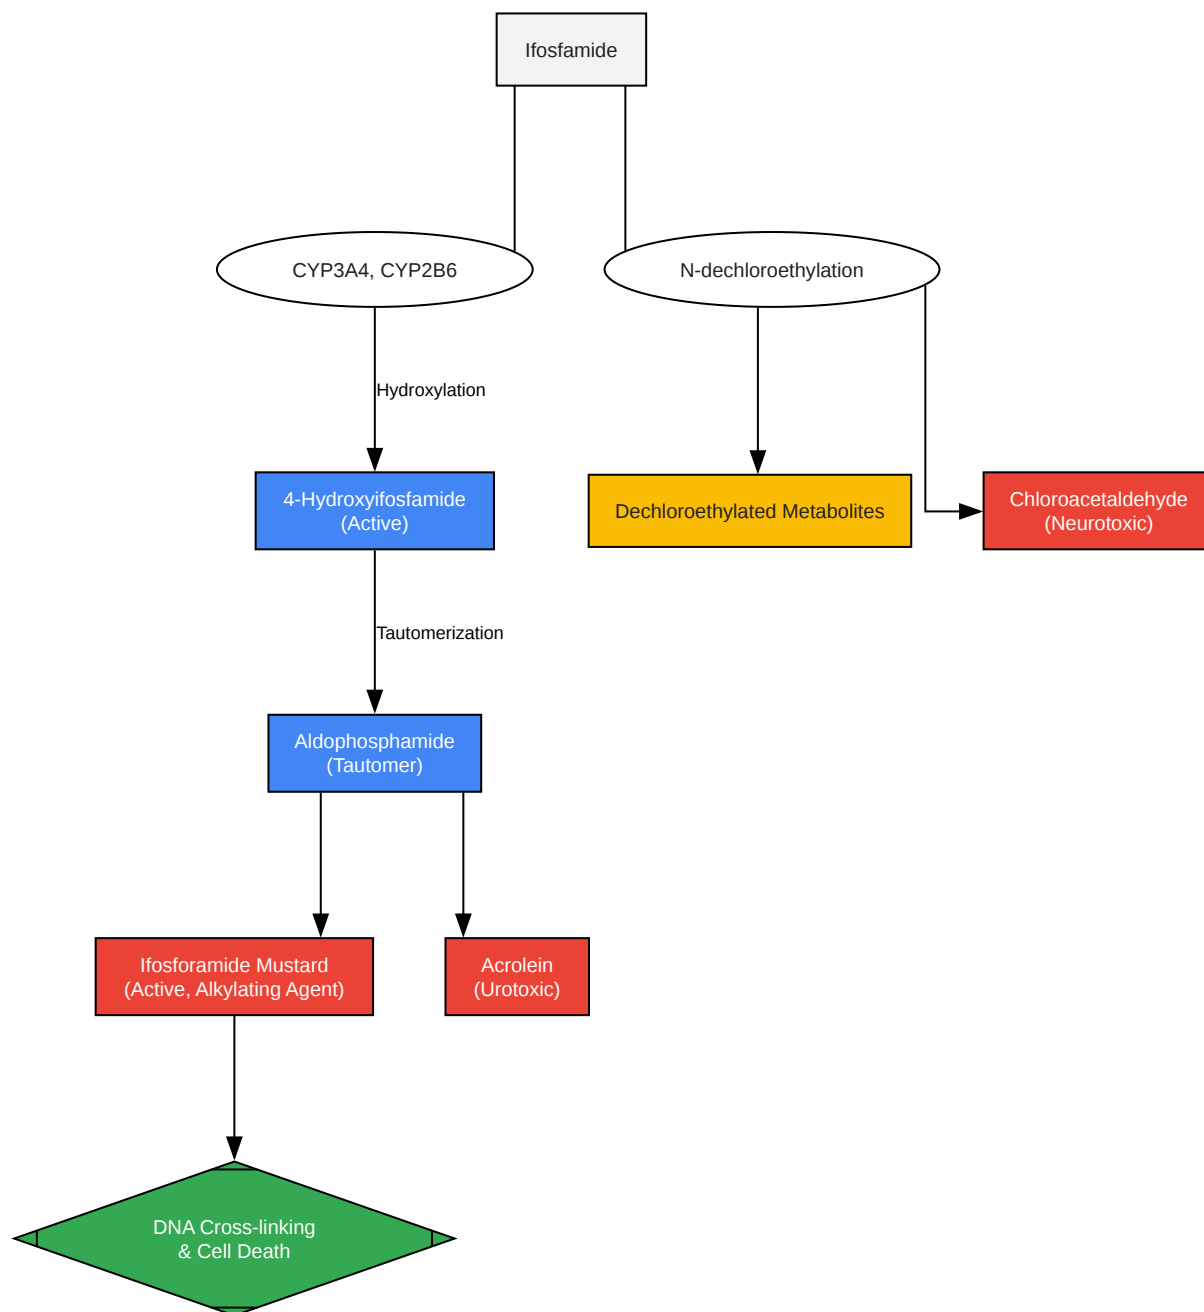 Ifosfamide
CYP3A4, CYP2B6
N-dechloroethylation
Hydroxylation
4-Hydroxyifosfamide
(Active)
Dechloroethylated Metabolites
Chloroacetaldehyde
(Neurotoxic)
Tautomerization
Aldophosphamide
(Tautomer)
Ifosforamide Mustard
(Active, Alkylating Agent)
Acrolein
(Urotoxic)
DNA Cross-linking
& Cell Death